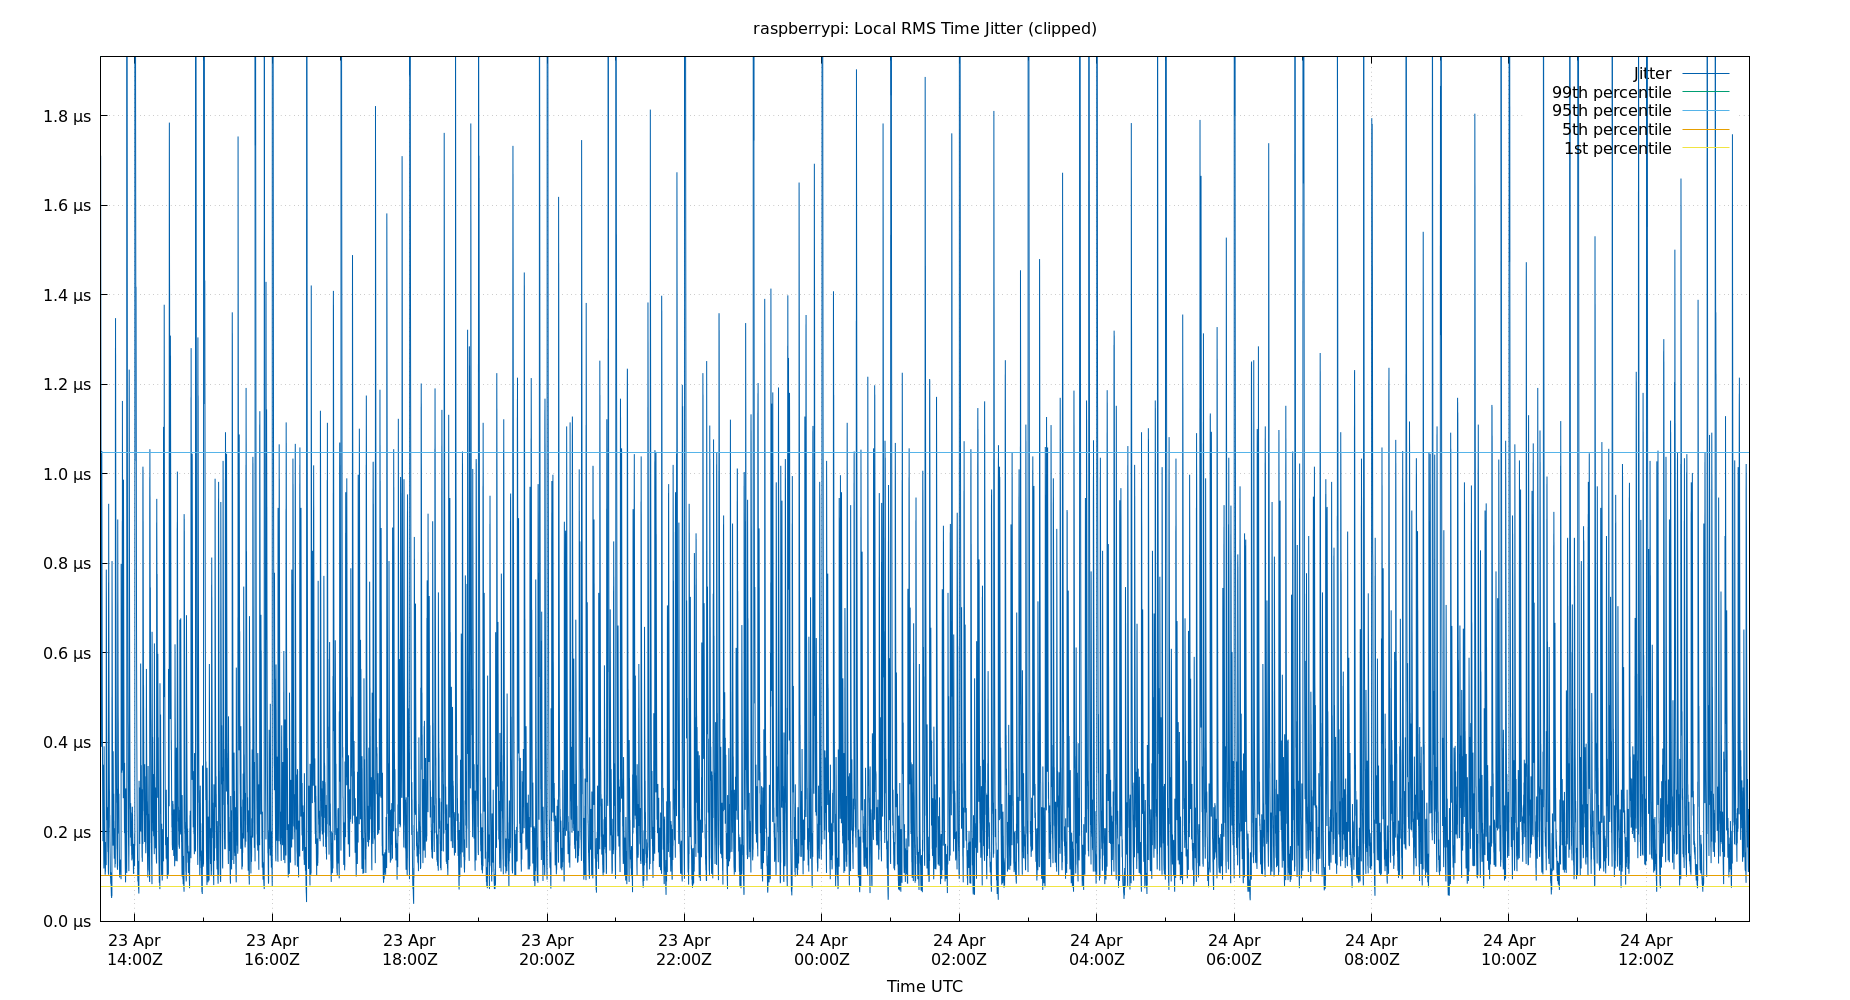 raspberrypi: Local RMS Time Jitter (clipped)
Jitter
99th percentile
95th percentile
5th percentile
1st percentile
1.8 μs
1.6 μs
1.4 μs
1.2 μs
1.0 μs
0.8 μs
0.6 μs
0.4 μs
0.2 μs
0.0 μs
23 Apr 23 Apr 23 Apr 23 Apr 23 Apr 24 Apr 24 Apr 24 Apr 24 Apr 24 Apr 24 Apr 24 Apr
14:00Z 16:00Z 18:00Z 20:00Z 22:00Z 00:00Z 02:00Z 04:00Z 06:00Z 08:00Z 10:00Z 12:00Z
Time UTC